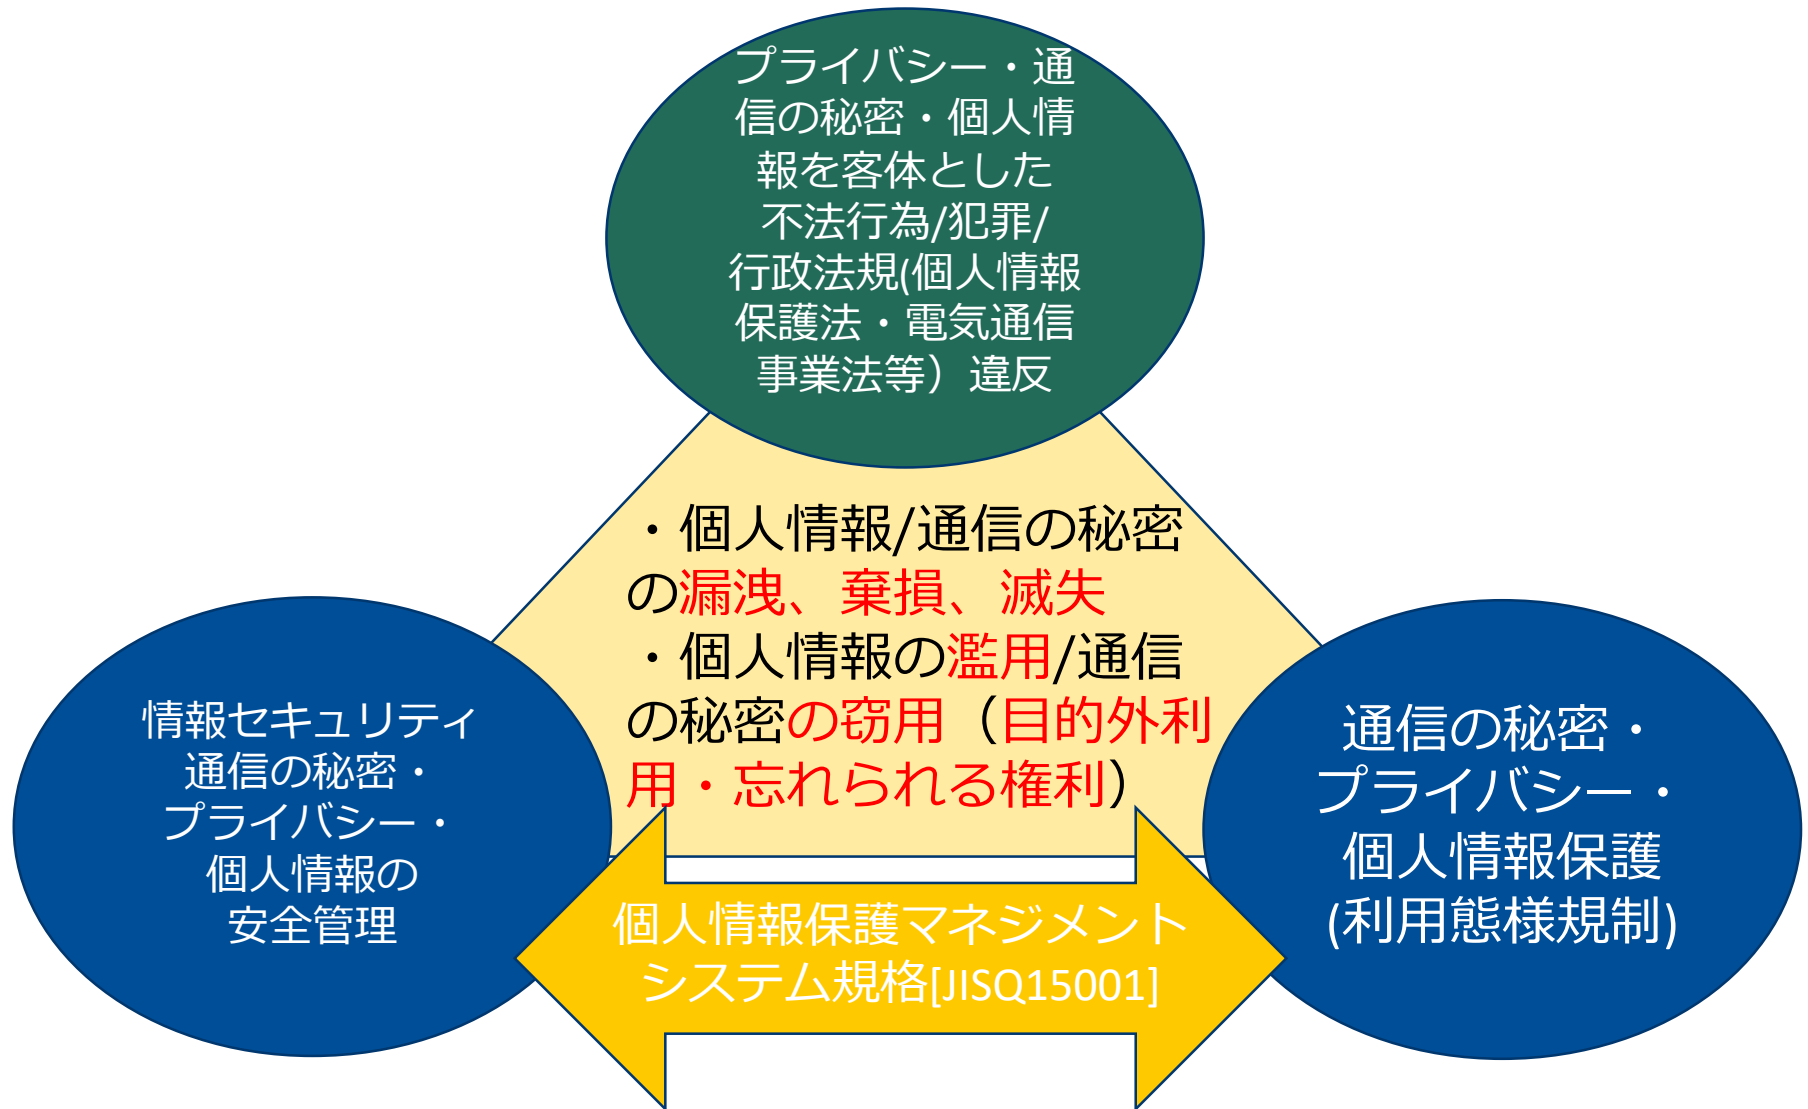 プライバシー・通
信の秘密・個人情
報を客体とした
不法行為/犯罪/
行政法規(個人情報
保護法・電気通信
事業法等）違反
・個人情報/通信の秘密
の漏洩、棄損、滅失
・個人情報の濫用/通信
の秘密の窃用（目的外利
用・忘れられる権利）
情報セキュリティ
通信の秘密・
プライバシー・
個人情報の
安全管理
通信の秘密・
プライバシー・
個人情報保護
(利用態様規制)
個人情報保護マネジメント
システム規格[JISQ15001]